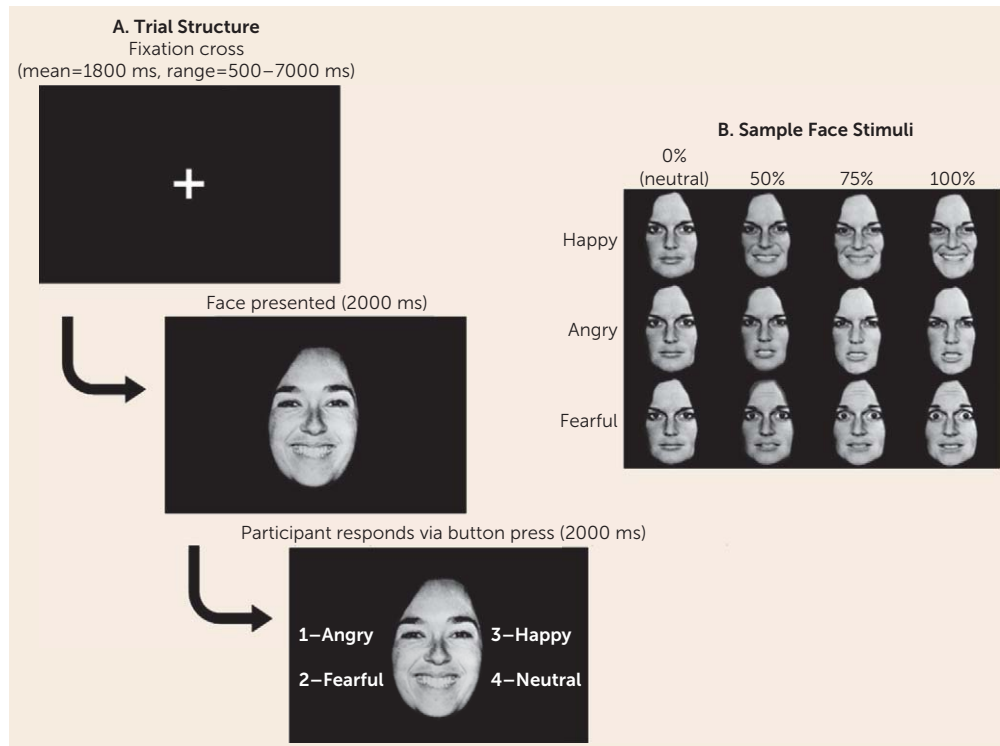 A. Trial Structure
Fixation cross
(mean=1800 ms, range=500–7000 ms)
Face presented (2000 ms)
Participant responds via button press (2000 ms)
1–Angry
3–Happy
2–Fearful
4–Neutral
B. Sample Face Stimuli
0%
(neutral) 50% 75% 100%
Happy
Angry
Fearful